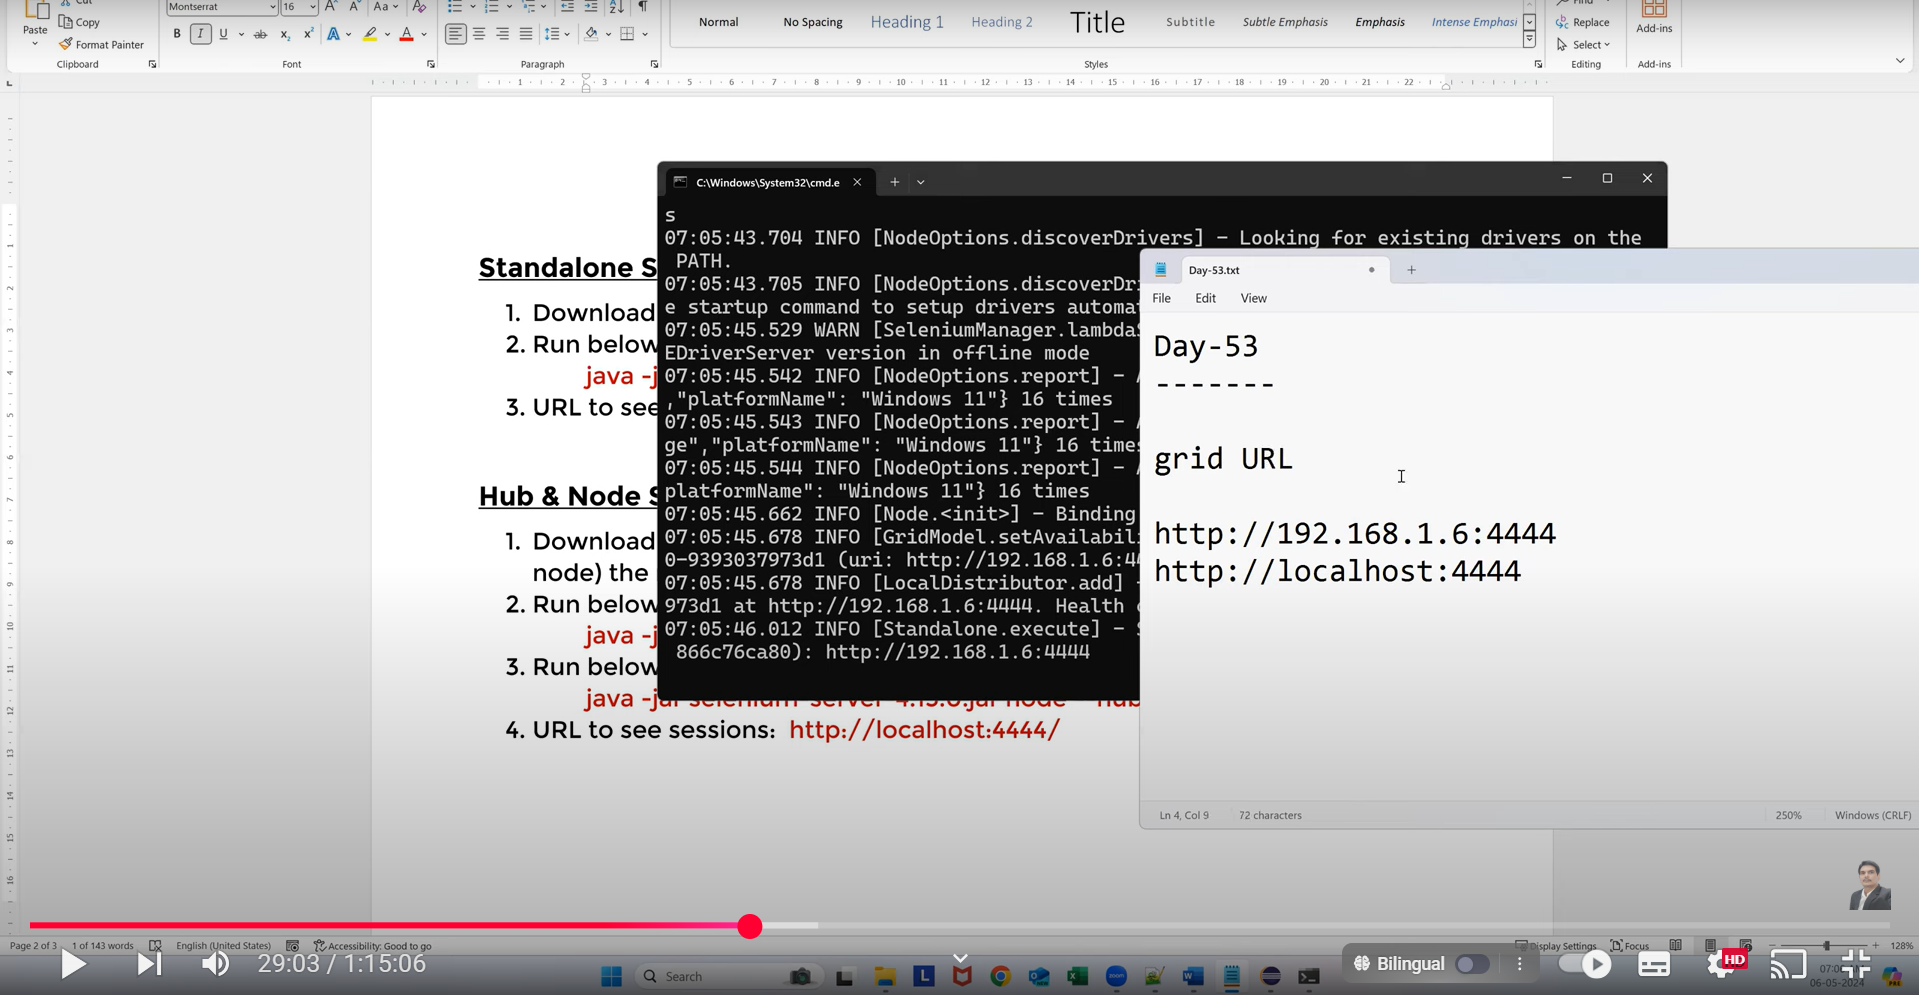 Cut
Copy
Paste
Format Painter
Clipboard
Montserrat
16
Font
Paragraph
Normal
No Spacing
Heading 1
Heading 2
Title
Subtitle
Subtle Emphasis
Emphasis
Intense Emphasi
Styles
Find
Replace
Select
Editing
Add-ins
Add-ins
Standalone S
1. Download
2. Run below
java -j
3. URL to see
Hub & Node S
1. Download
node) the
2. Run below
java -j
3. Run below
java -jar selenium-server-4.15.0.jar node --hub
4. URL to see sessions: http://localhost:4444/
C:\Windows\System32\cmd.e
s
07:05:43.704 INFO [NodeOptions.discoverDrivers] - Looking for existing drivers on the
PATH.
07:05:43.705 INFO [NodeOptions.discoverDri
e startup command to setup drivers automat
07:05:45.529 WARN [SeleniumManager.lambda$
EDriverServer version in offline mode
07:05:45.542 INFO [NodeOptions.report] - A
,"platformName": "Windows 11"} 16 times
07:05:45.543 INFO [NodeOptions.report] - A
ge","platformName": "Windows 11"} 16 times
07:05:45.544 INFO [NodeOptions.report] - A
platformName": "Windows 11"} 16 times
07:05:45.662 INFO [Node.<init>] - Binding
07:05:45.678 INFO [GridModel.setAvailabili
0-9393037973d1 (uri: http://192.168.1.6:44
07:05:45.678 INFO [LocalDistributor.add] -
973d1 at http://192.168.1.6:4444. Health c
07:05:46.012 INFO [Standalone.execute] - S
866c76ca80): http://192.168.1.6:4444
Day-53.txt
File Edit View
Day-53
-------
grid URL
http://192.168.1.6:4444
http://localhost:4444
Ln 4, Col 9 72 characters 250% Windows (CRLF)
Page 2 of 3 1 of 143 words English (United States) Accessibility: Good to go Display Settings Focus 128%
29:03 / 1:15:06
Search
Bilingual
HD
06-05-2024